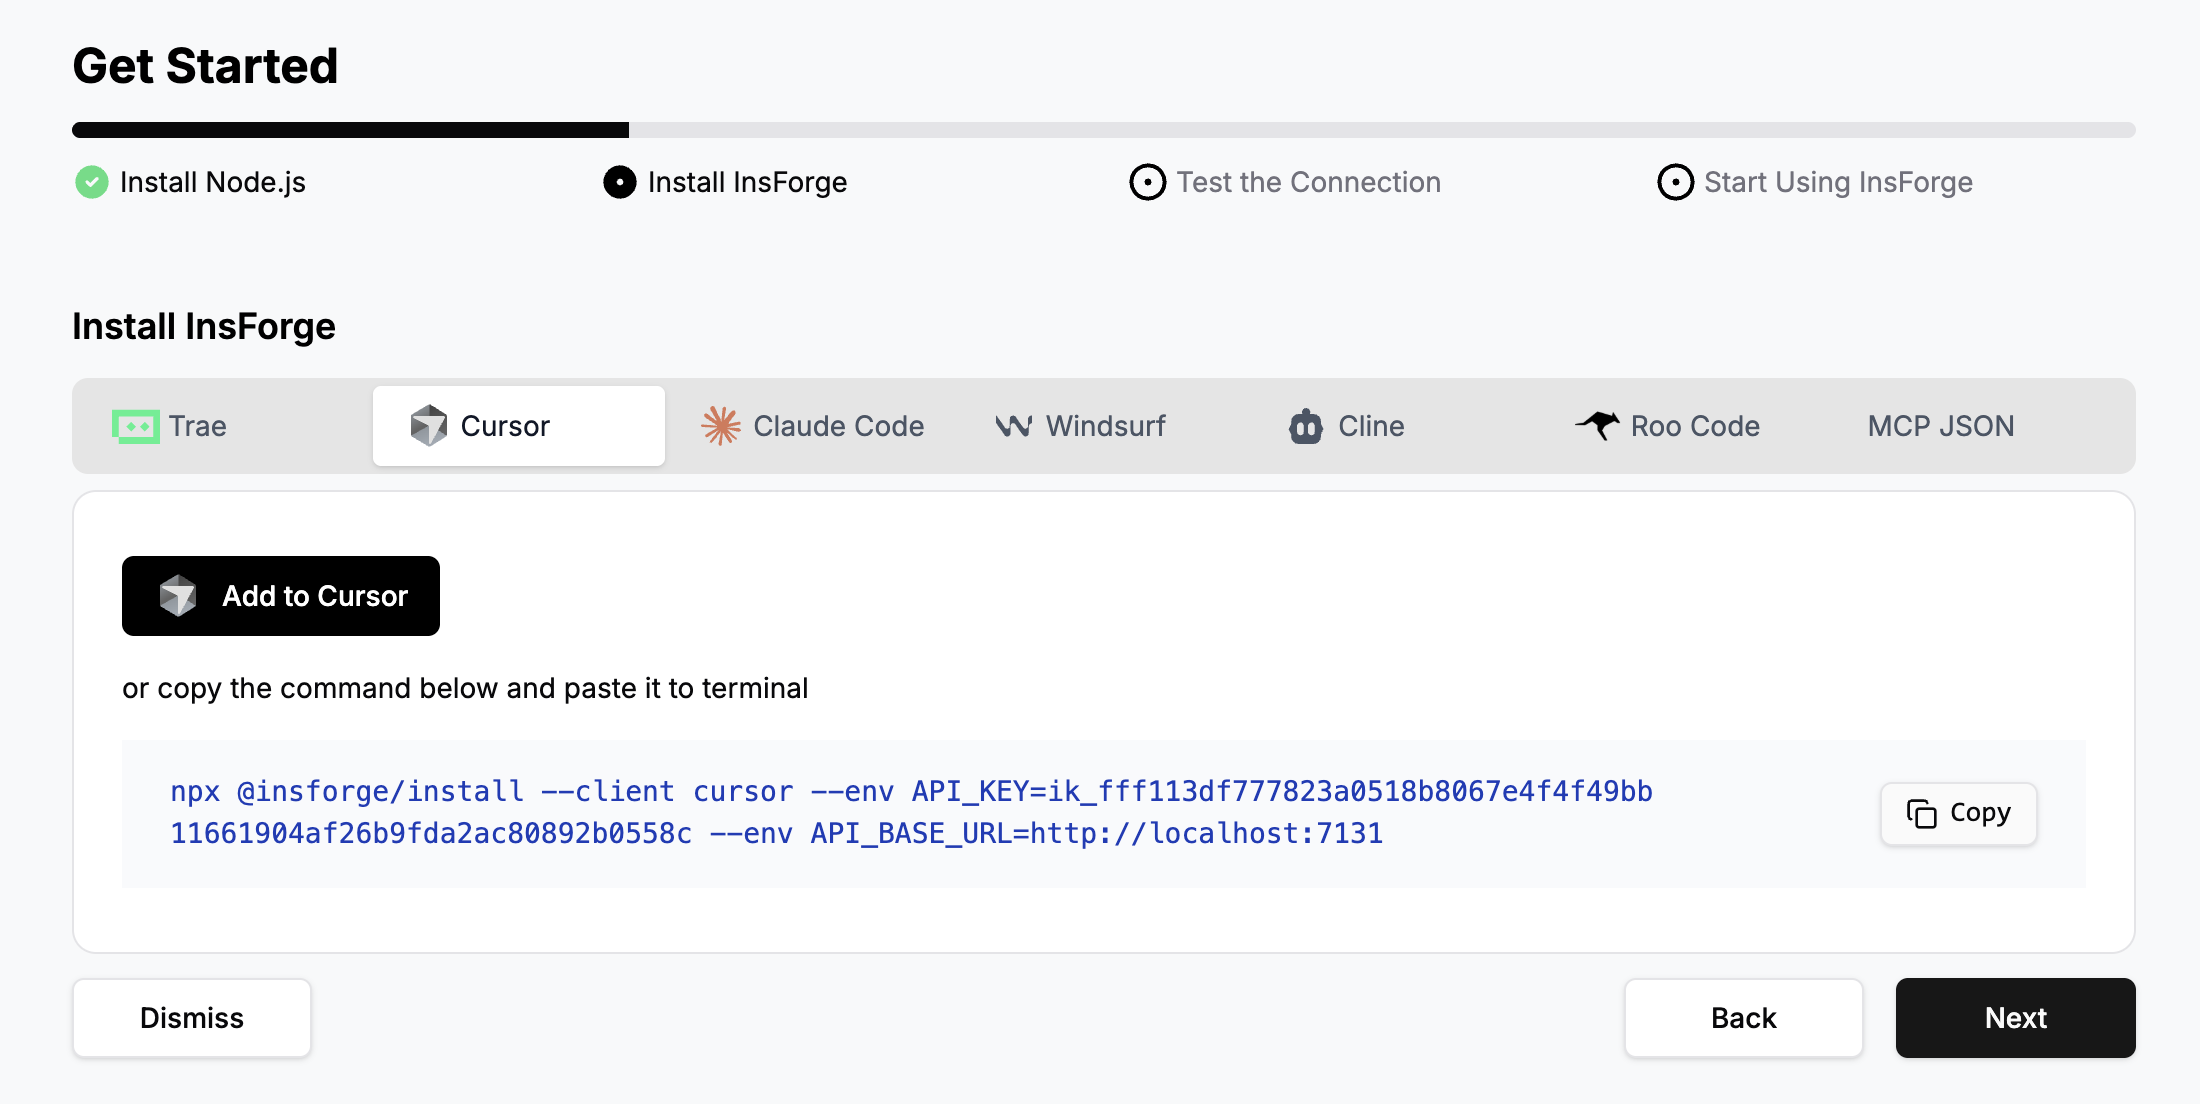 Get Started
Install Node.js
Install InsForge
Test the Connection
Start Using InsForge
Install InsForge
Trae
Cursor
Claude Code
Windsurf
Cline
Roo Code
MCP JSON
Add to Cursor
or copy the command below and paste it to terminal
npx @insforge/install --client cursor --env API_KEY=ik_fff113df777823a0518b8067e4f4f49bb
11661904af26b9fda2ac80892b0558c --env API_BASE_URL=http://localhost:7131
Copy
Dismiss
Back
Next